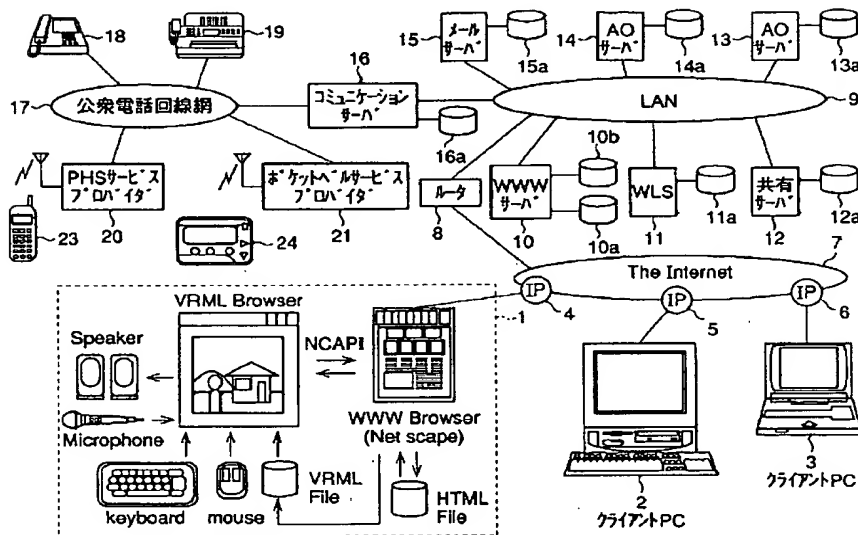 18
19
15
メール
サーバ
15a
14
AO
サーバ
14a
13
AO
サーバ
13a
17
公衆電話回線網
16
コミュニケーション
サーバ
16a
LAN
9
PHSサービス
プロバイダ
20
ポケットベルサービス
プロバイダ
21
23
24
ルータ
8
WWW
サーバ
10
10b
10a
WLS
11
11a
共有
サーバ
12
12a
7
The Internet
IP
4
IP
5
IP
6
1
VRML Browser
Speaker
NCAPI
Microphone
WWW Browser
(Net scape)
VRML
File
HTML
File
keyboard
mouse
2
クライアントPC
3
クライアントPC